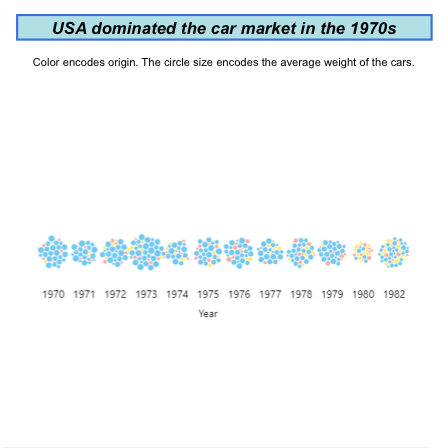 USA dominated the car market in the 1970s
Color encodes origin. The circle size encodes the average weight of the cars.
1970 1971 1972 1973 1974 1975 1976 1977 1978 1979 1980 1982
Year